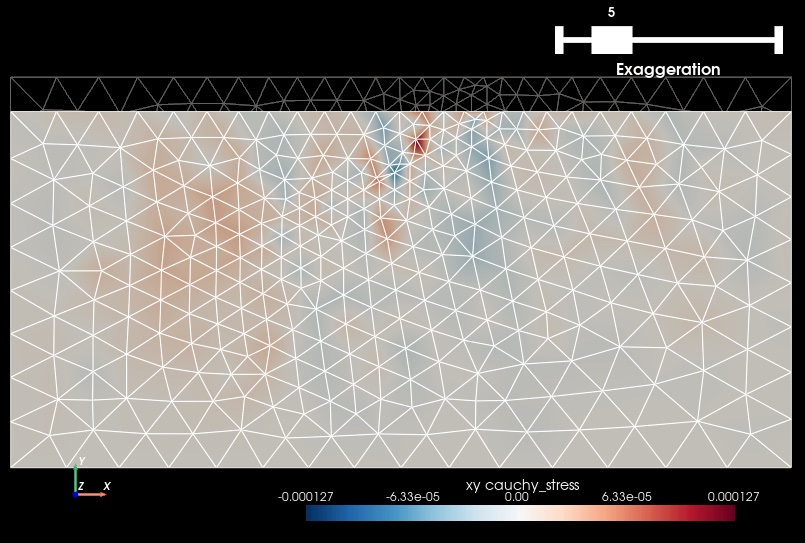 5
Exaggeration
Y
Z X
xy cauchy_stress
-0.000127 -6.33e-05 0.00 6.33e-05 0.000127